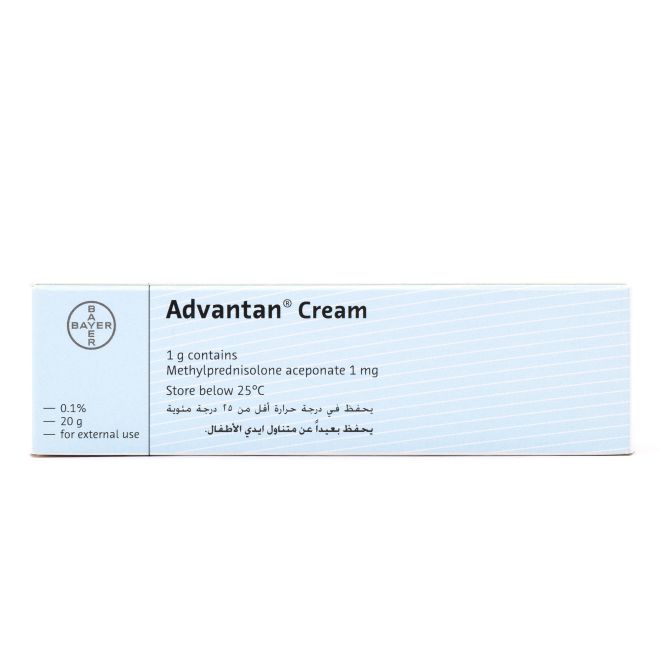 BAYER
BAYER
Advantan® Cream
1 g contains
Methylprednisolone aceponate 1 mg
Store below 25°C
يحفظ في درجة حرارة أقل من ٢٥ درجة مئوية
يحفظ بعيداً عن متناول ايدي الأطفال.
— 0.1%
— 20 g
— for external use